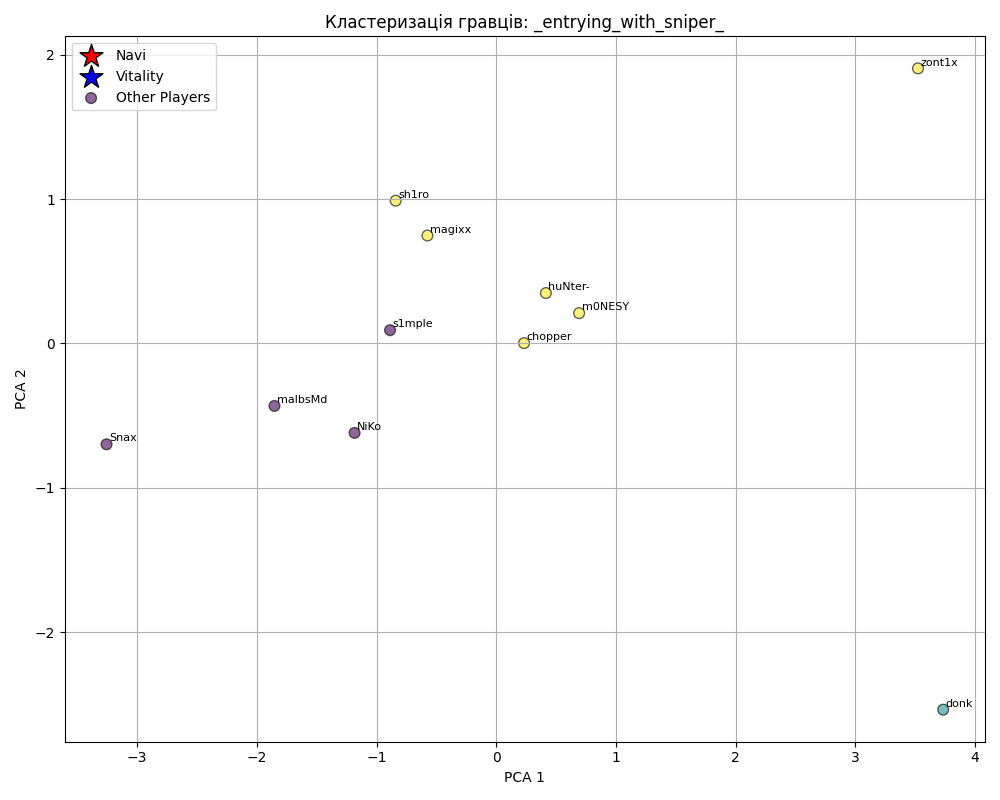 Кластеризація гравців: _entrying_with_sniper_
Navi
Vitality
Other Players
zont1x
sh1ro
magixx
huNter-
m0NESY
s1mple
chopper
malbsMd
NiKo
Snax
donk
2
1
0
−1
−2
PCA 2
−3
−2
−1
0
1
2
3
4
PCA 1